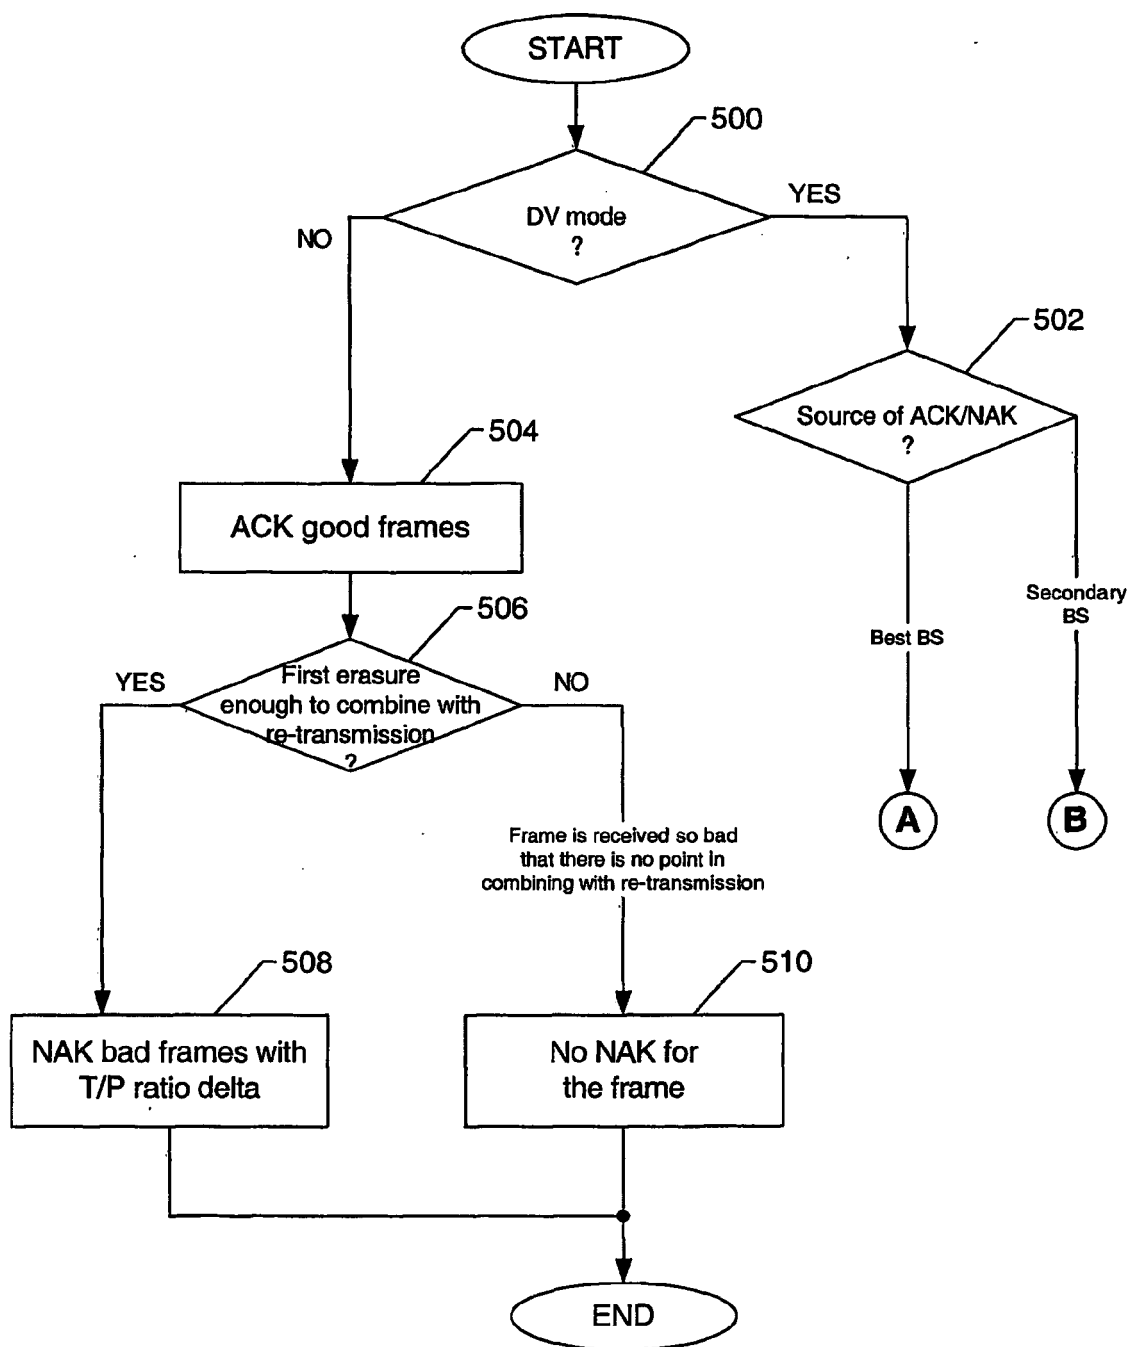 START
500
DV mode
?
YES
NO
502
Source of ACK/NAK
?
504
ACK good frames
506
First erasure
enough to combine with
re-transmission
?
YES
NO
Best BS
Secondary
BS
A
B
Frame is received so bad
that there is no point in
combining with re-transmission
508
NAK bad frames with
T/P ratio delta
510
No NAK for
the frame
END